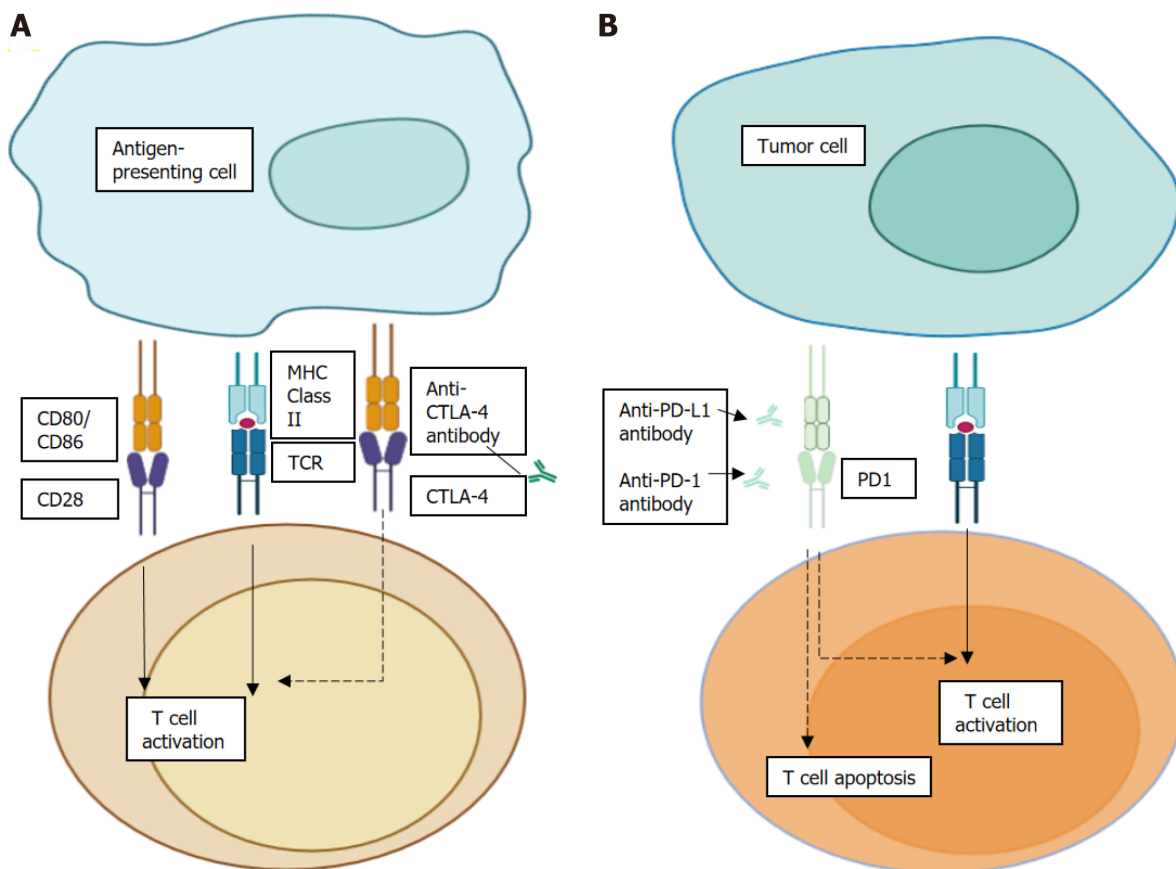 A
Antigen-
presenting cell
CD80/
CD86
CD28
MHC
Class
II
TCR
Anti-
CTLA-4
antibody
CTLA-4
T cell
activation
B
Tumor cell
Anti-PD-L1
antibody
Anti-PD-1
antibody
PD1
T cell
activation
T cell apoptosis